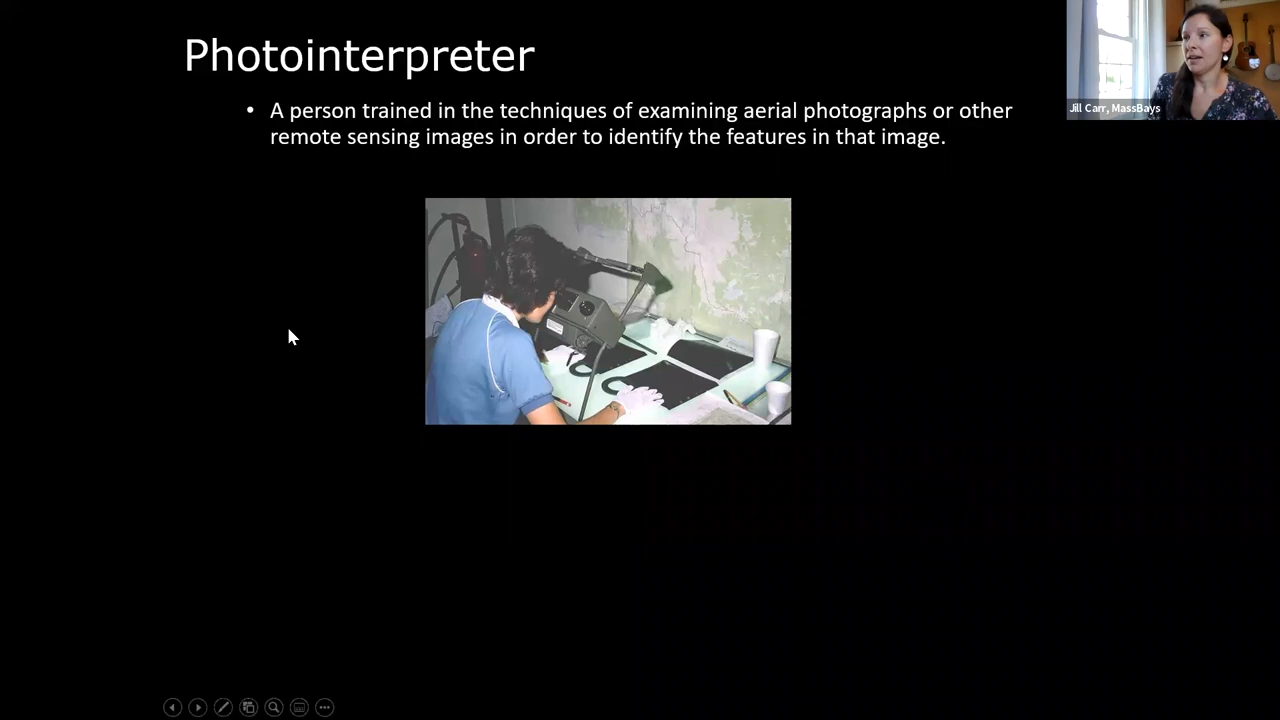 Photointerpreter
Jill Carr, MassBays
• A person trained in the techniques of examining aerial photographs or other
remote sensing images in order to identify the features in that image.